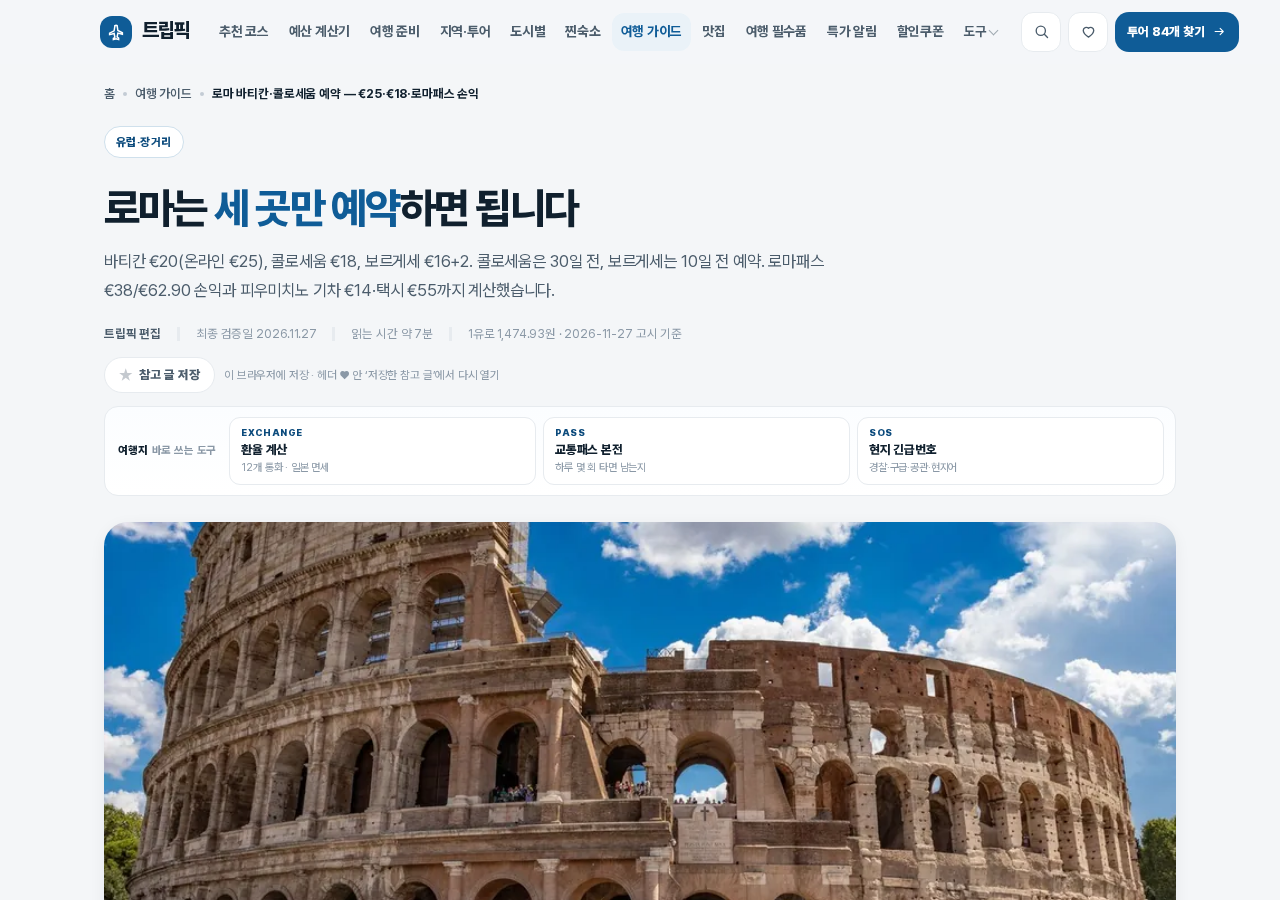 트립픽
추천 코스 예산 계산기 여행 준비 지역·투어 도시별 찐숙소 여행 가이드 맛집 여행 필수품 특가 알림 할인쿠폰 도구 투어 84개 찾기 →
홈 • 여행 가이드 • 로마 바티칸·콜로세움 예약 — €25·€18·로마패스 손익
유럽·장거리
로마는 세 곳만 예약하면 됩니다
바티칸 €20(온라인 €25), 콜로세움 €18, 보르게세 €16+2. 콜로세움은 30일 전, 보르게세는 10일 전 예약. 로마패스
€38/€62.90 손익과 피우미치노 기차 €14·택시 €55까지 계산했습니다.
트립픽 편집 최종 검증일 2026.11.27 읽는 시간 약 7분 1유로 1,474.93원 · 2026-11-27 고시 기준
★ 참고 글 저장 이 브라우저에 저장 · 헤더 ♥ 안 '저장한 참고 글'에서 다시 열기
여행지 바로 쓰는 도구
EXCHANGE
환율 계산
12개 통화 · 일본 면세
PASS
교통패스 본전
하루 몇 회 타면 남는지
SOS
현지 긴급번호
경찰·구급·공관·현지어